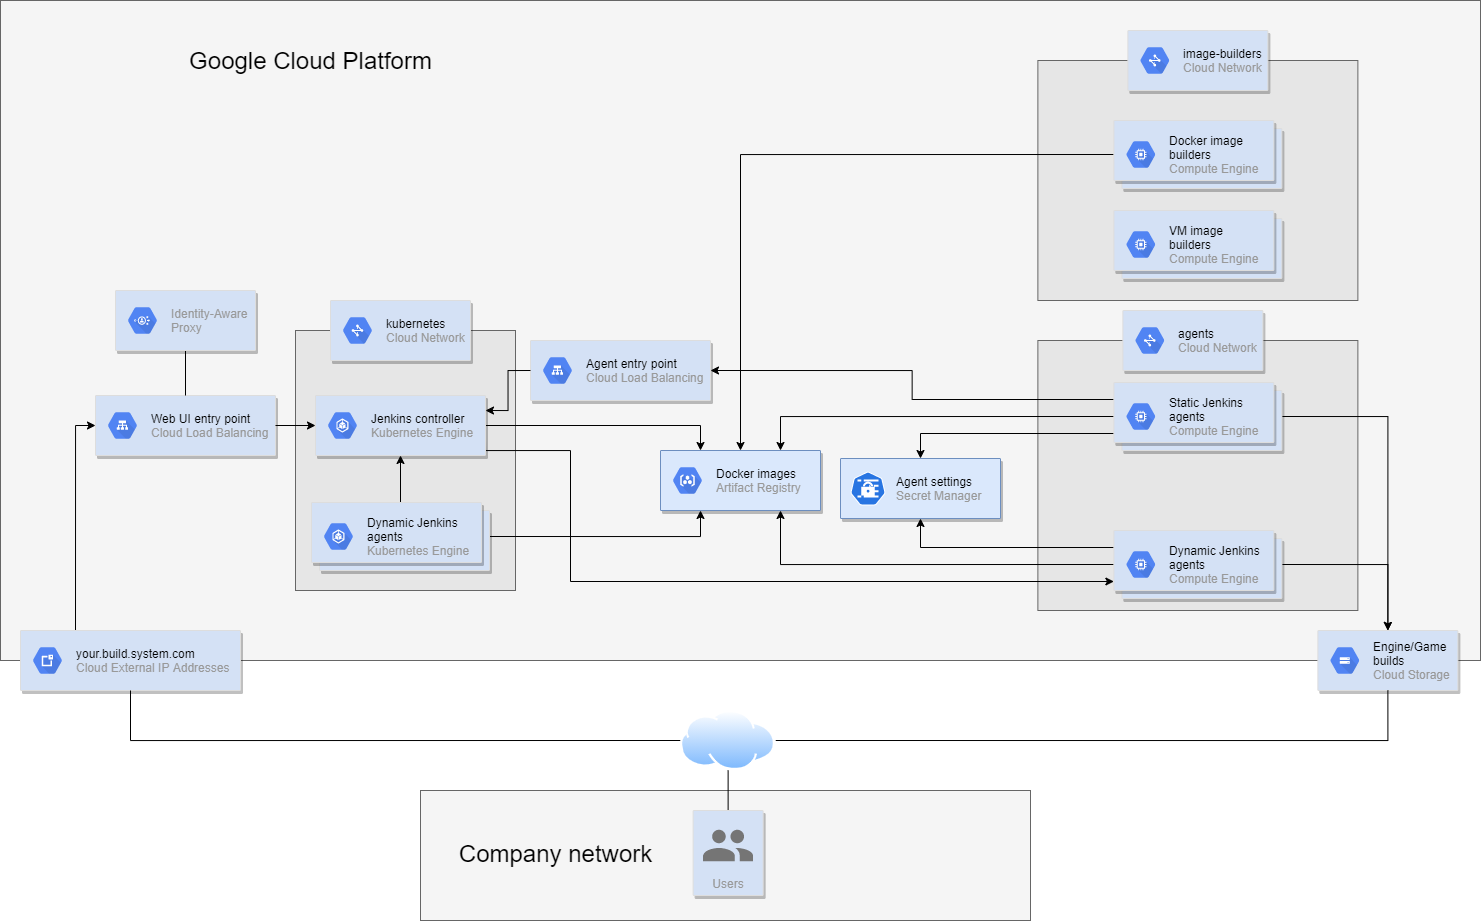 Google Cloud Platform
image-builders
Cloud Network
Docker image
builders
Compute Engine
VM image
builders
Compute Engine
Identity-Aware
Proxy
kubernetes
Cloud Network
agents
Cloud Network
Agent entry point
Cloud Load Balancing
Web UI entry point
Cloud Load Balancing
Jenkins controller
Kubernetes Engine
Static Jenkins
agents
Compute Engine
Docker images
Artifact Registry
Agent settings
Secret Manager
Dynamic Jenkins
agents
Kubernetes Engine
Dynamic Jenkins
agents
Compute Engine
your.build.system.com
Cloud External IP Addresses
Engine/Game
builds
Cloud Storage
Company network
Users